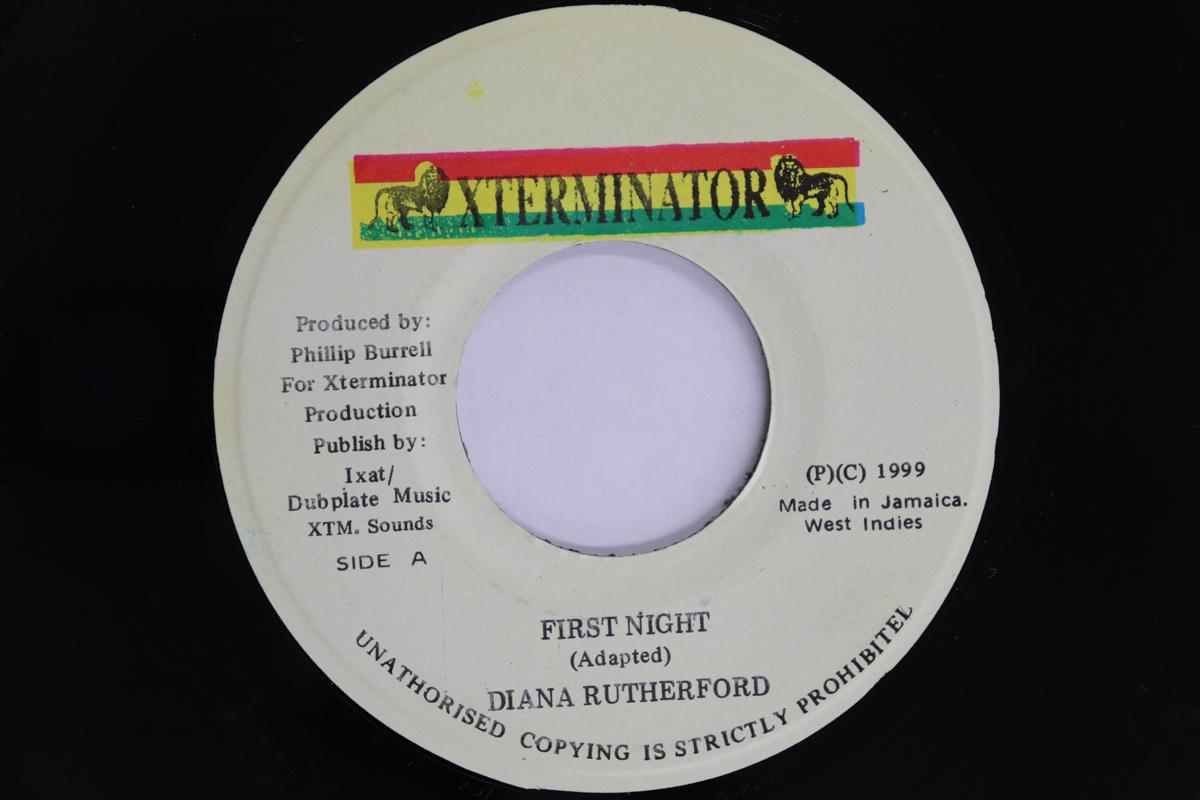 XTERMINATOR
Produced by:
Phillip Burrell
For Xterminator
Production
Publish by:
Ixat/
Dubplate Music
XTM. Sounds
SIDE A
(P)(C) 1999
Made in Jamaica.
West Indies
FIRST NIGHT
(Adapted)
DIANA RUTHERFORD
UNATHORISED COPYING IS STRICTLY PROHIBITEL